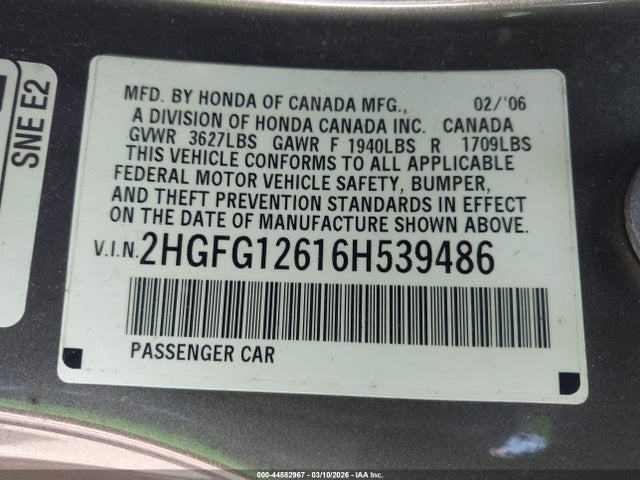 SNE E2
MFD. BY HONDA OF CANADA MFG., 02/'06
A DIVISION OF HONDA CANADA INC. CANADA
GVWR 3627LBS GAWR F 1940LBS R 1709LBS
THIS VEHICLE CONFORMS TO ALL APPLICABLE
FEDERAL MOTOR VEHICLE SAFETY, BUMPER,
AND THEFT PREVENTION STANDARDS IN EFFECT
ON THE DATE OF MANUFACTURE SHOWN ABOVE.
V.I.N. 2HGFG12616H539486
PASSENGER CAR
000-44582967 - 03/10/2026 - IAA Inc.